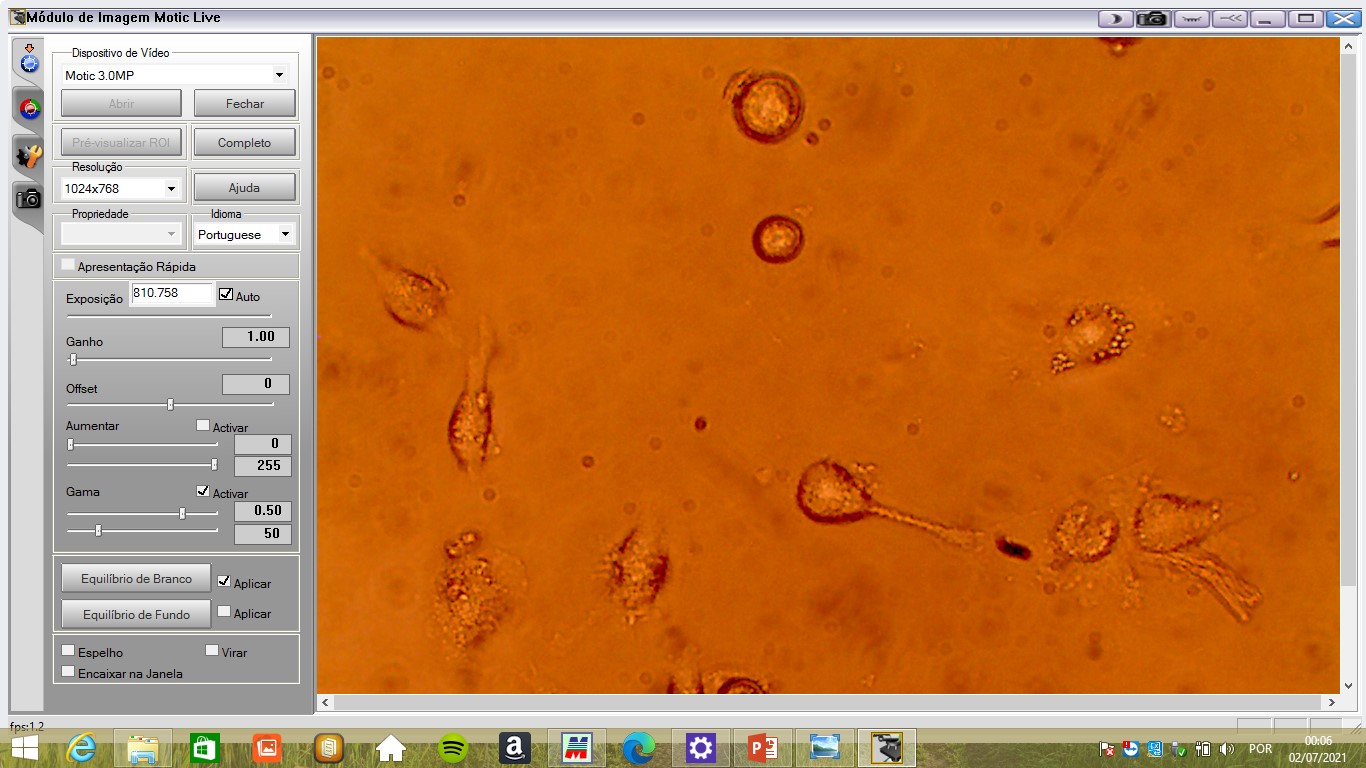 Módulo de Imagem Motic Live
Dispositivo de Vídeo
Motic 3.0MP
Abrir
Fechar
Pré-visualizar ROI
Completo
Resolução
1024x768
Ajuda
Propriedade
Idioma
Portuguese
Apresentação Rápida
Exposição
810.758
Auto
Ganho
1.00
Offset
0
Aumentar
Activar
0
255
Gama
Activar
0.50
50
Equilíbrio de Branco
Aplicar
Equilíbrio de Fundo
Aplicar
Espelho
Virar
Encaixar na Janela
fps:1.2
POR
00:06
02/07/2021